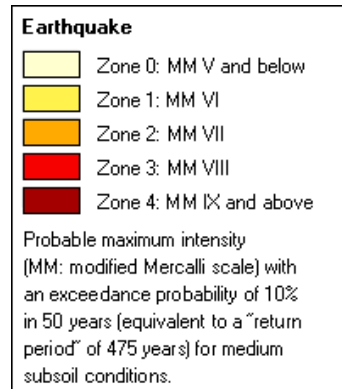 Earthquake
Zone 0: MM V and below
Zone 1: MM VI
Zone 2: MM VII
Zone 3: MM VIII
Zone 4: MM IX and above
Probable maximum intensity
(MM: modified Mercalli scale) with
an exceedance probability of 10%
in 50 years (equivalent to a "return
period" of 475 years) for medium
subsoil conditions.